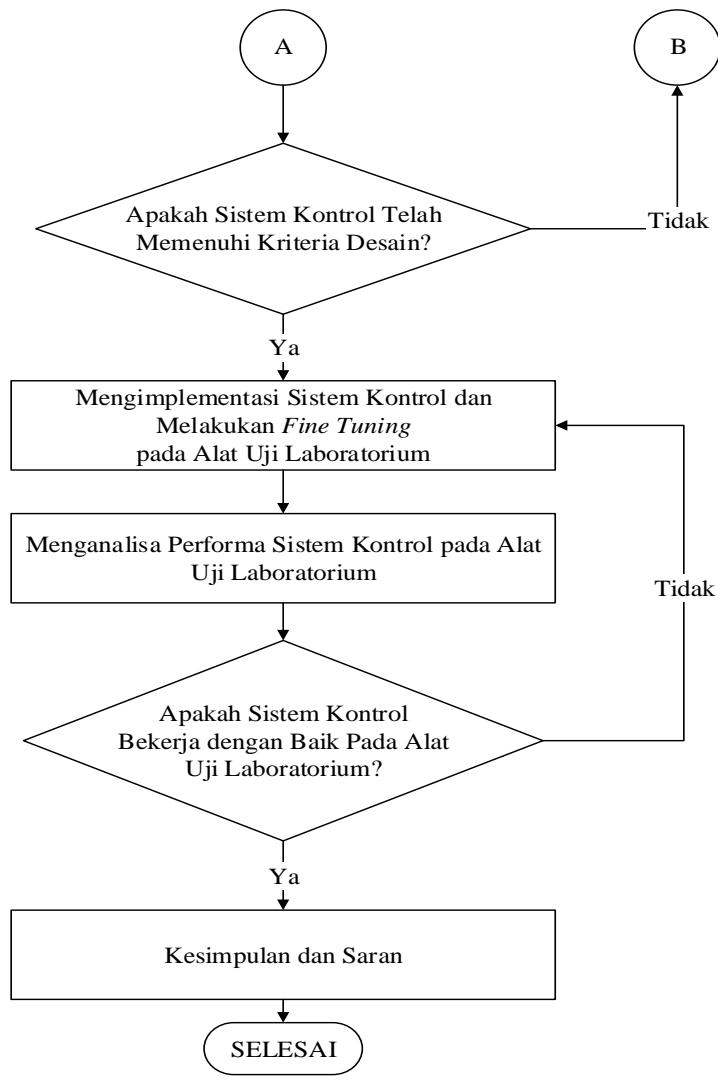 A
B
Apakah Sistem Kontrol Telah
Memenuhi Kriteria Desain?
Tidak
Ya
Mengimplementasi Sistem Kontrol dan
Melakukan Fine Tuning
pada Alat Uji Laboratorium
Menganalisa Performa Sistem Kontrol pada Alat
Uji Laboratorium
Tidak
Apakah Sistem Kontrol
Bekerja dengan Baik Pada Alat
Uji Laboratorium?
Ya
Kesimpulan dan Saran
SELESAI